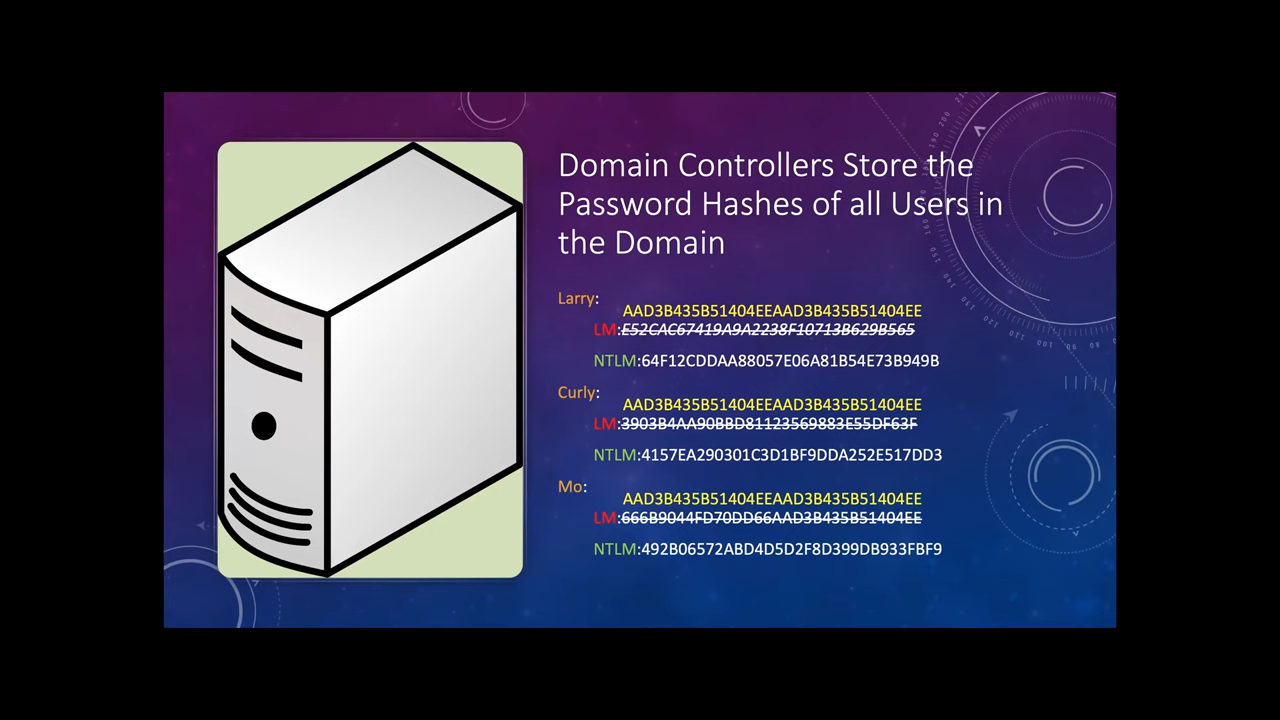 Domain Controllers Store the
Password Hashes of all Users in
the Domain
Larry:
AAD3B435B51404EEAAD3B435B51404EE
LM:E52CAC67419A9A2238F10713B629B565
NTLM:64F12CDDAA88057E06A81B54E73B949B
Curly:
AAD3B435B51404EEAAD3B435B51404EE
LM:3903B4AA90BBD81123569883E55DF63F
NTLM:4157EA290301C3D1BF9DDA252E517DD3
Mo:
AAD3B435B51404EEAAD3B435B51404EE
LM:666B9044FD70DD66AAD3B435B51404EE
NTLM:492B06572ABD4D5D2F8D399DB933FBF9